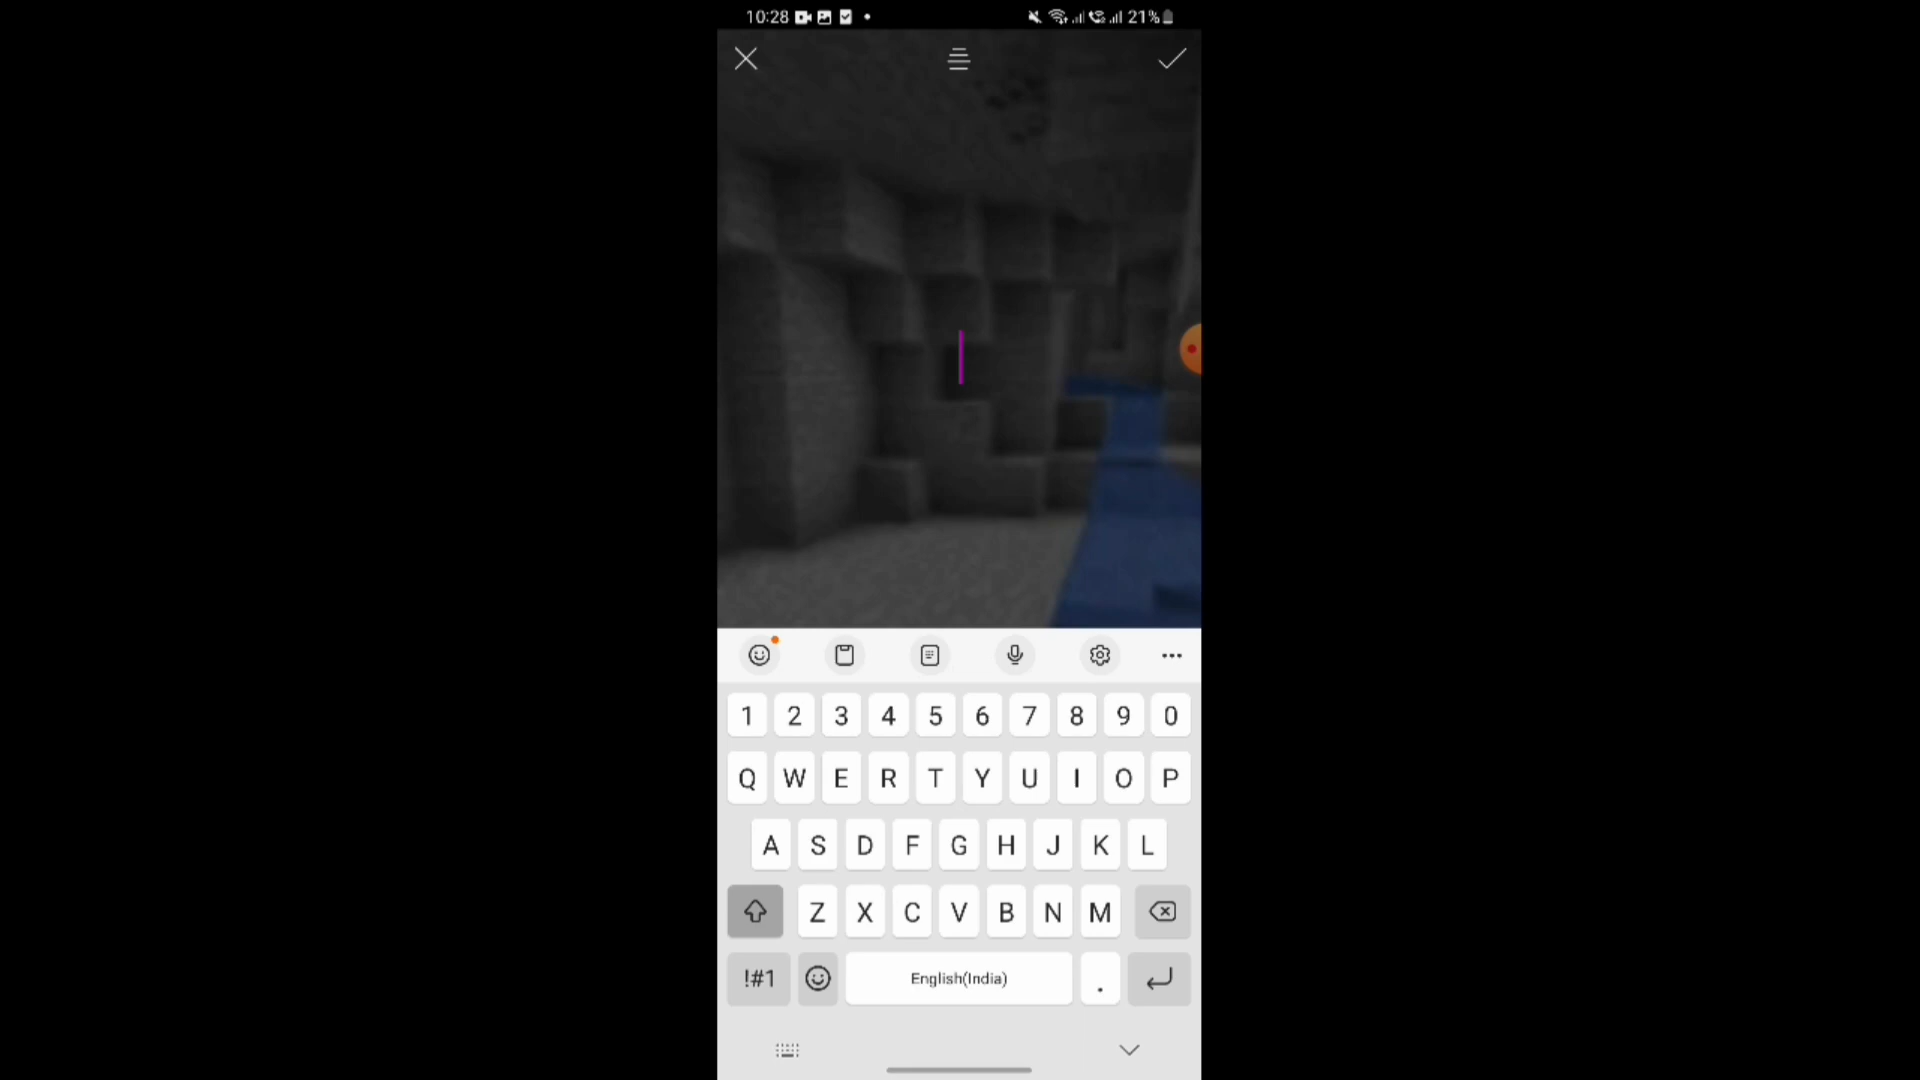 10:28 21%
1 2 3 4 5 6 7 8 9 0
Q W E R T Y U I O P
A S D F G H J K L
Z X C V B N M
!#1 English(India) .